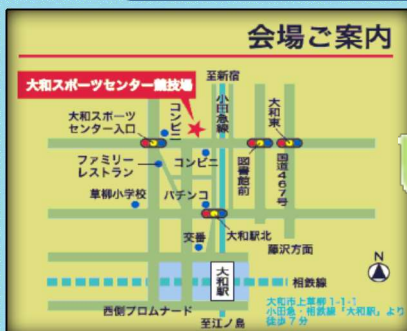 会場ご案内
至新宿
大和スポーツセンター競技場
小田急線
大和スポーツ
センター入口
コンビニ
大和東
ファミリー
レストラン
コンビニ
図書館前
国道467号
草柳小学校
パチンコ
交番
大和駅北
藤沢方面
N
大和駅
相鉄線
西側プロムナード
至江ノ島
大和市上草柳1-1-1
小田急・相鉄線「大和駅」より
徒歩7分